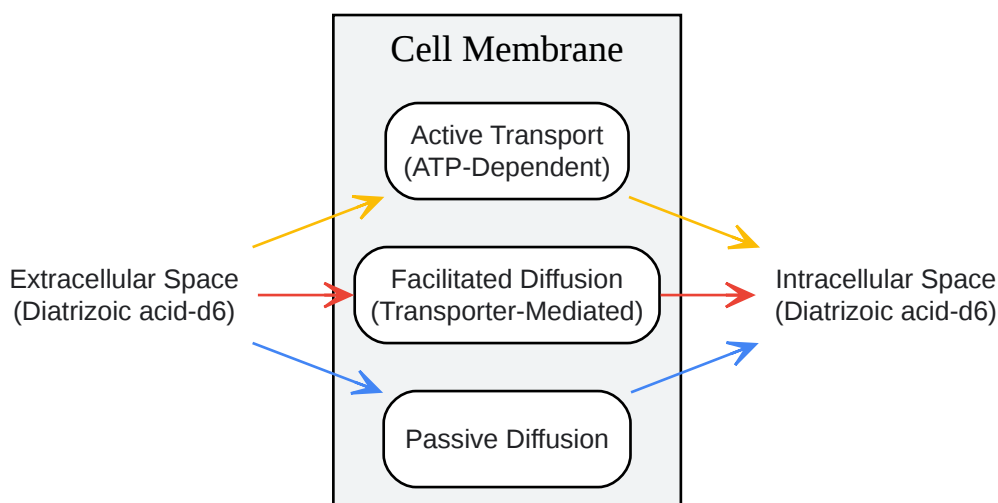 Cell Membrane
Active Transport
(ATP-Dependent)
Extracellular Space
(Diatrizoic acid-d6)
Facilitated Diffusion
(Transporter-Mediated)
Intracellular Space
(Diatrizoic acid-d6)
Passive Diffusion